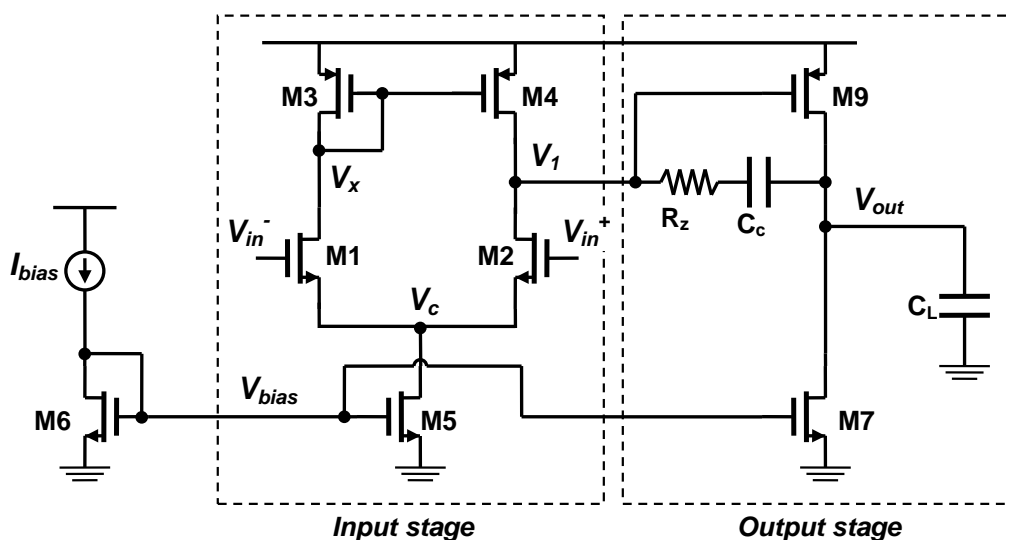 M3
M4
M9
V1
Vx
Rz
Cc
Vout
Vin-
M1
M2
Vin+
Ibias
Vc
CL
M6
Vbias
M5
M7
Input stage
Output stage